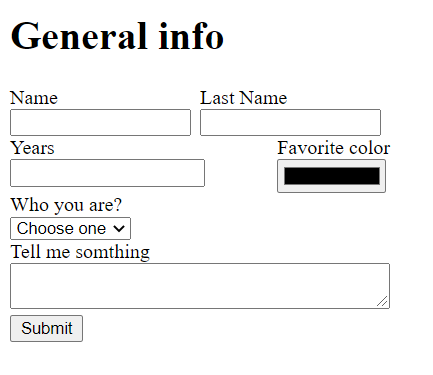 General info
Name Last Name
Years Favorite color
Who you are?
Choose one
Tell me somthing
Submit